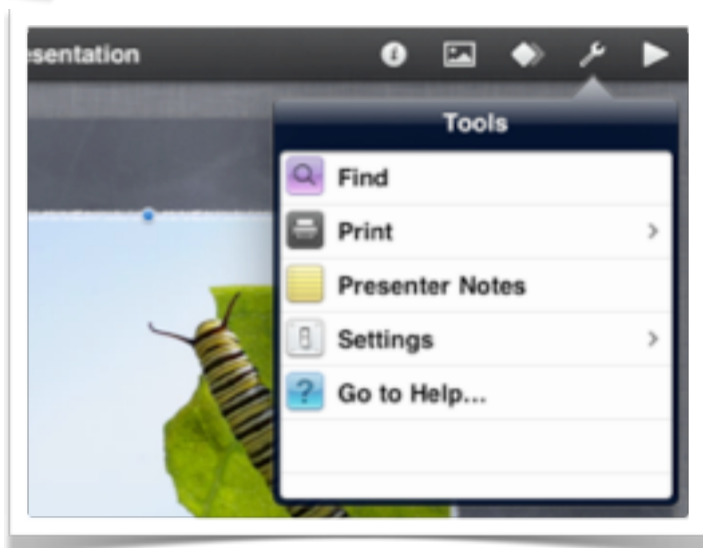 esentation
Tools
Find
Print
Presenter Notes
Settings
Go to Help...